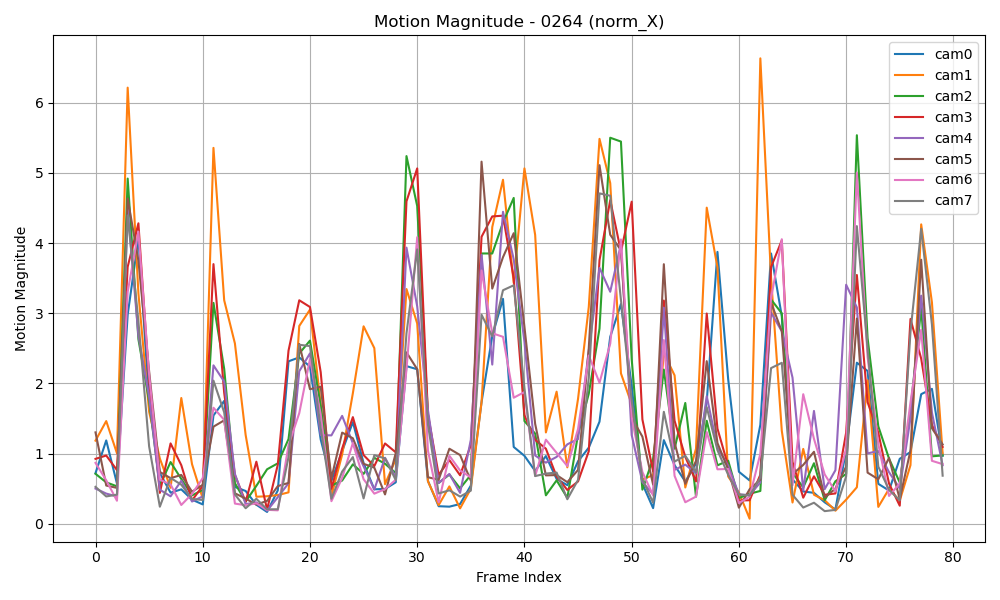 Motion Magnitude - 0264 (norm_X)
Motion Magnitude
6
5
4
3
2
1
0
0 10 20 30 40 50 60 70 80
Frame Index
cam0
cam1
cam2
cam3
cam4
cam5
cam6
cam7